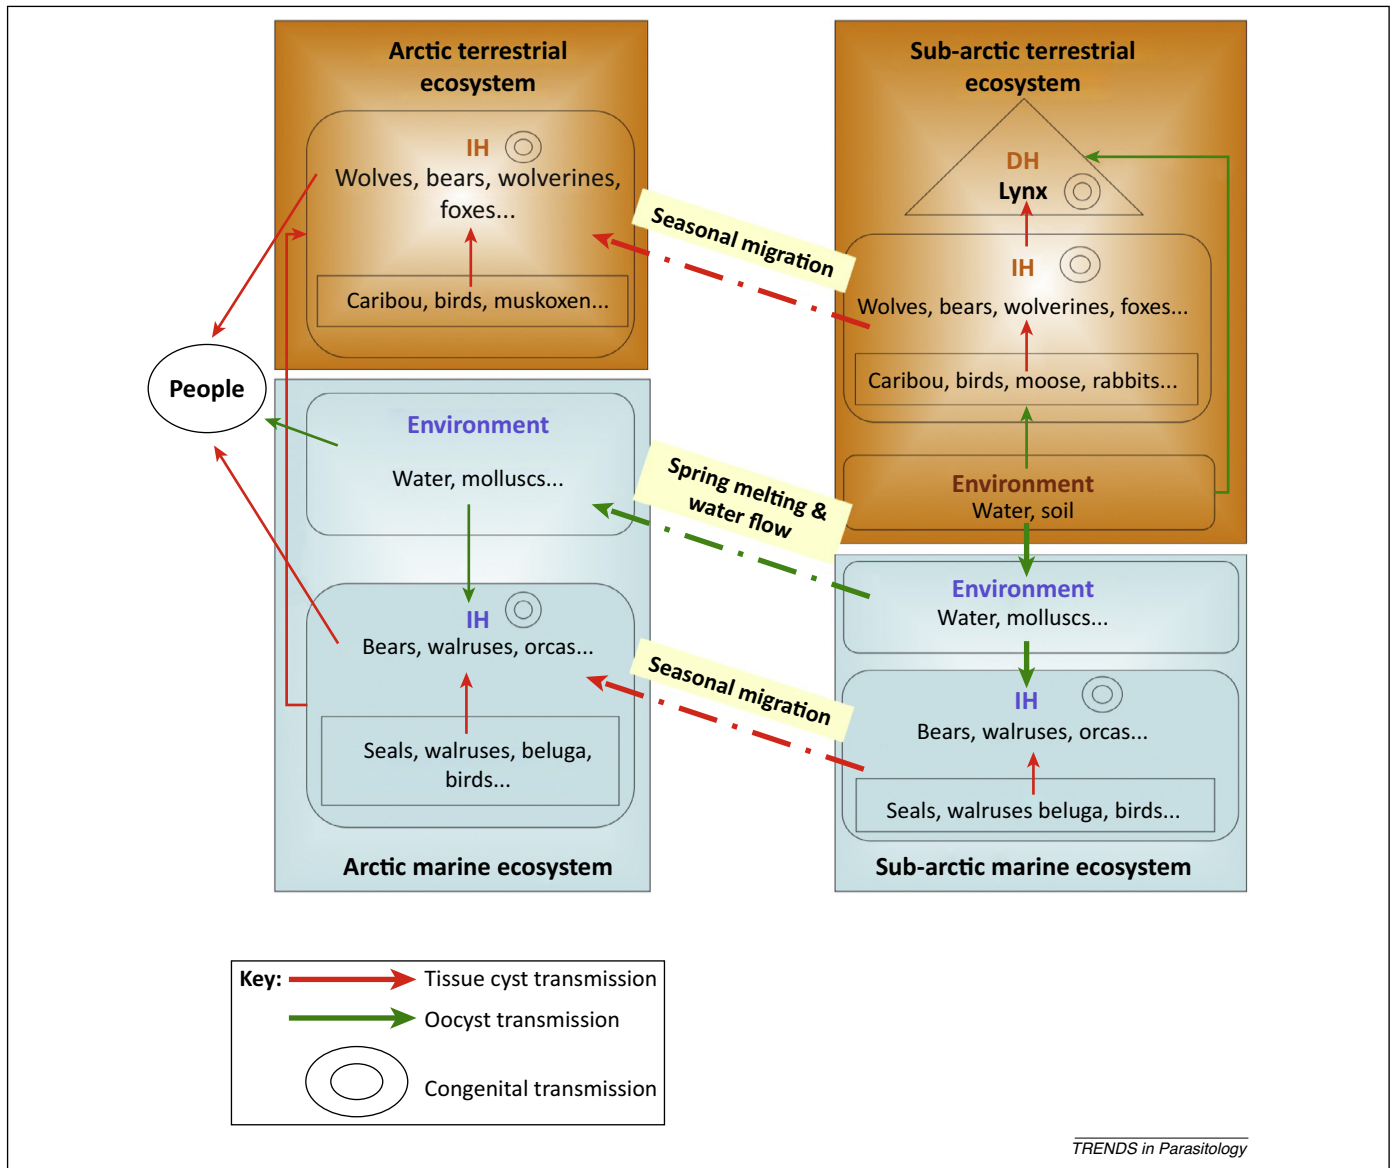 Arctic terrestrial
ecosystem
IH
Wolves, bears, wolverines,
foxes...
Caribou, birds, muskoxen...
People
Environment
Water, molluscs...
IH
Bears, walruses, orcas...
Seals, walruses, beluga,
birds...
Arctic marine ecosystem
Seasonal migration
Spring melting &
water flow
Seasonal migration
Sub-arctic terrestrial
ecosystem
DH
Lynx
IH
Wolves, bears, wolverines, foxes...
Caribou, birds, moose, rabbits...
Environment
Water, soil
Environment
Water, molluscs...
IH
Bears, walruses, orcas...
Seals, walruses beluga, birds...
Sub-arctic marine ecosystem
Key:
Tissue cyst transmission
Oocyst transmission
Congenital transmission
TRENDS in Parasitology